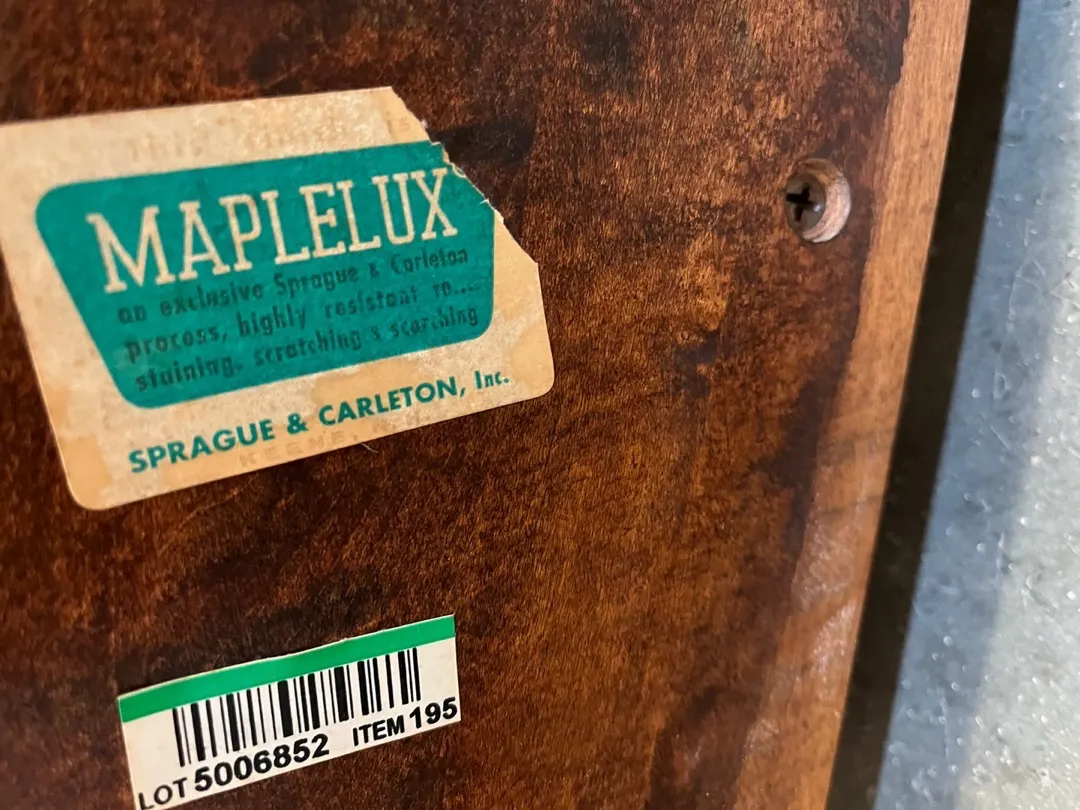 MAPLELUX
an exclusive Sprague & Carleton
process, highly resistant to....
staining, scratching & scorching
SPRAGUE & CARLETON, Inc.
KEENE,
LOT 5006852 ITEM 195